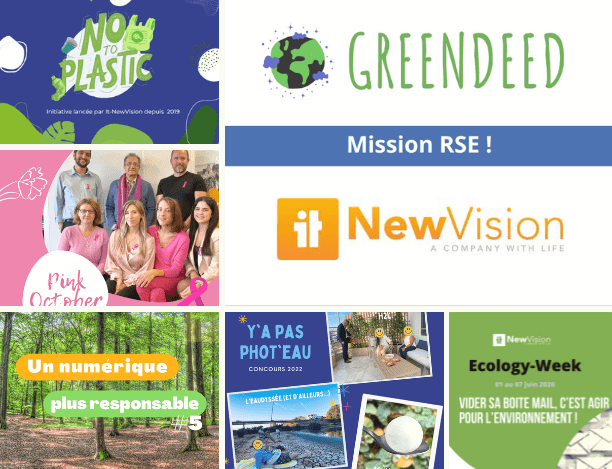 NO
TO
PLASTIC
Initiative lancée par It-NewVision depuis 2019
GREENDEED
Mission RSE !
it NewVision
A COMPANY WITH LIFE
Pink
October
Un numérique
plus responsable
#5
Y'A PAS
PHOT'EAU
CONCOURS 2022
L'EAUDYSSÉE (ET D'AILLEURS...)
it NewVision
Ecology-Week
01 au 07 juin 2020
VIDER SA BOITE MAIL, C'EST AGIR
POUR L'ENVIRONNEMENT !